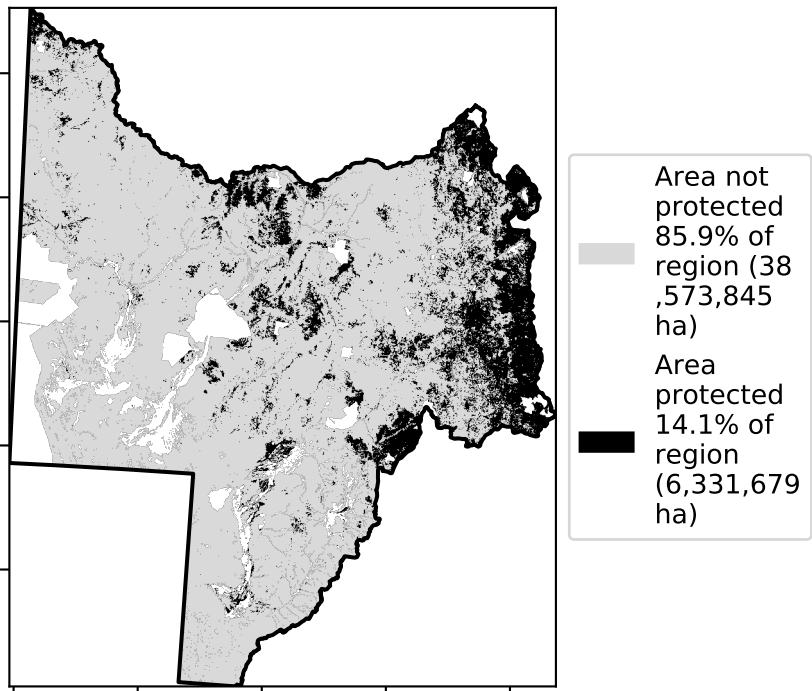 Area not
protected
85.9% of
region (38
,573,845
ha)
Area
protected
14.1% of
region
(6,331,679
ha)